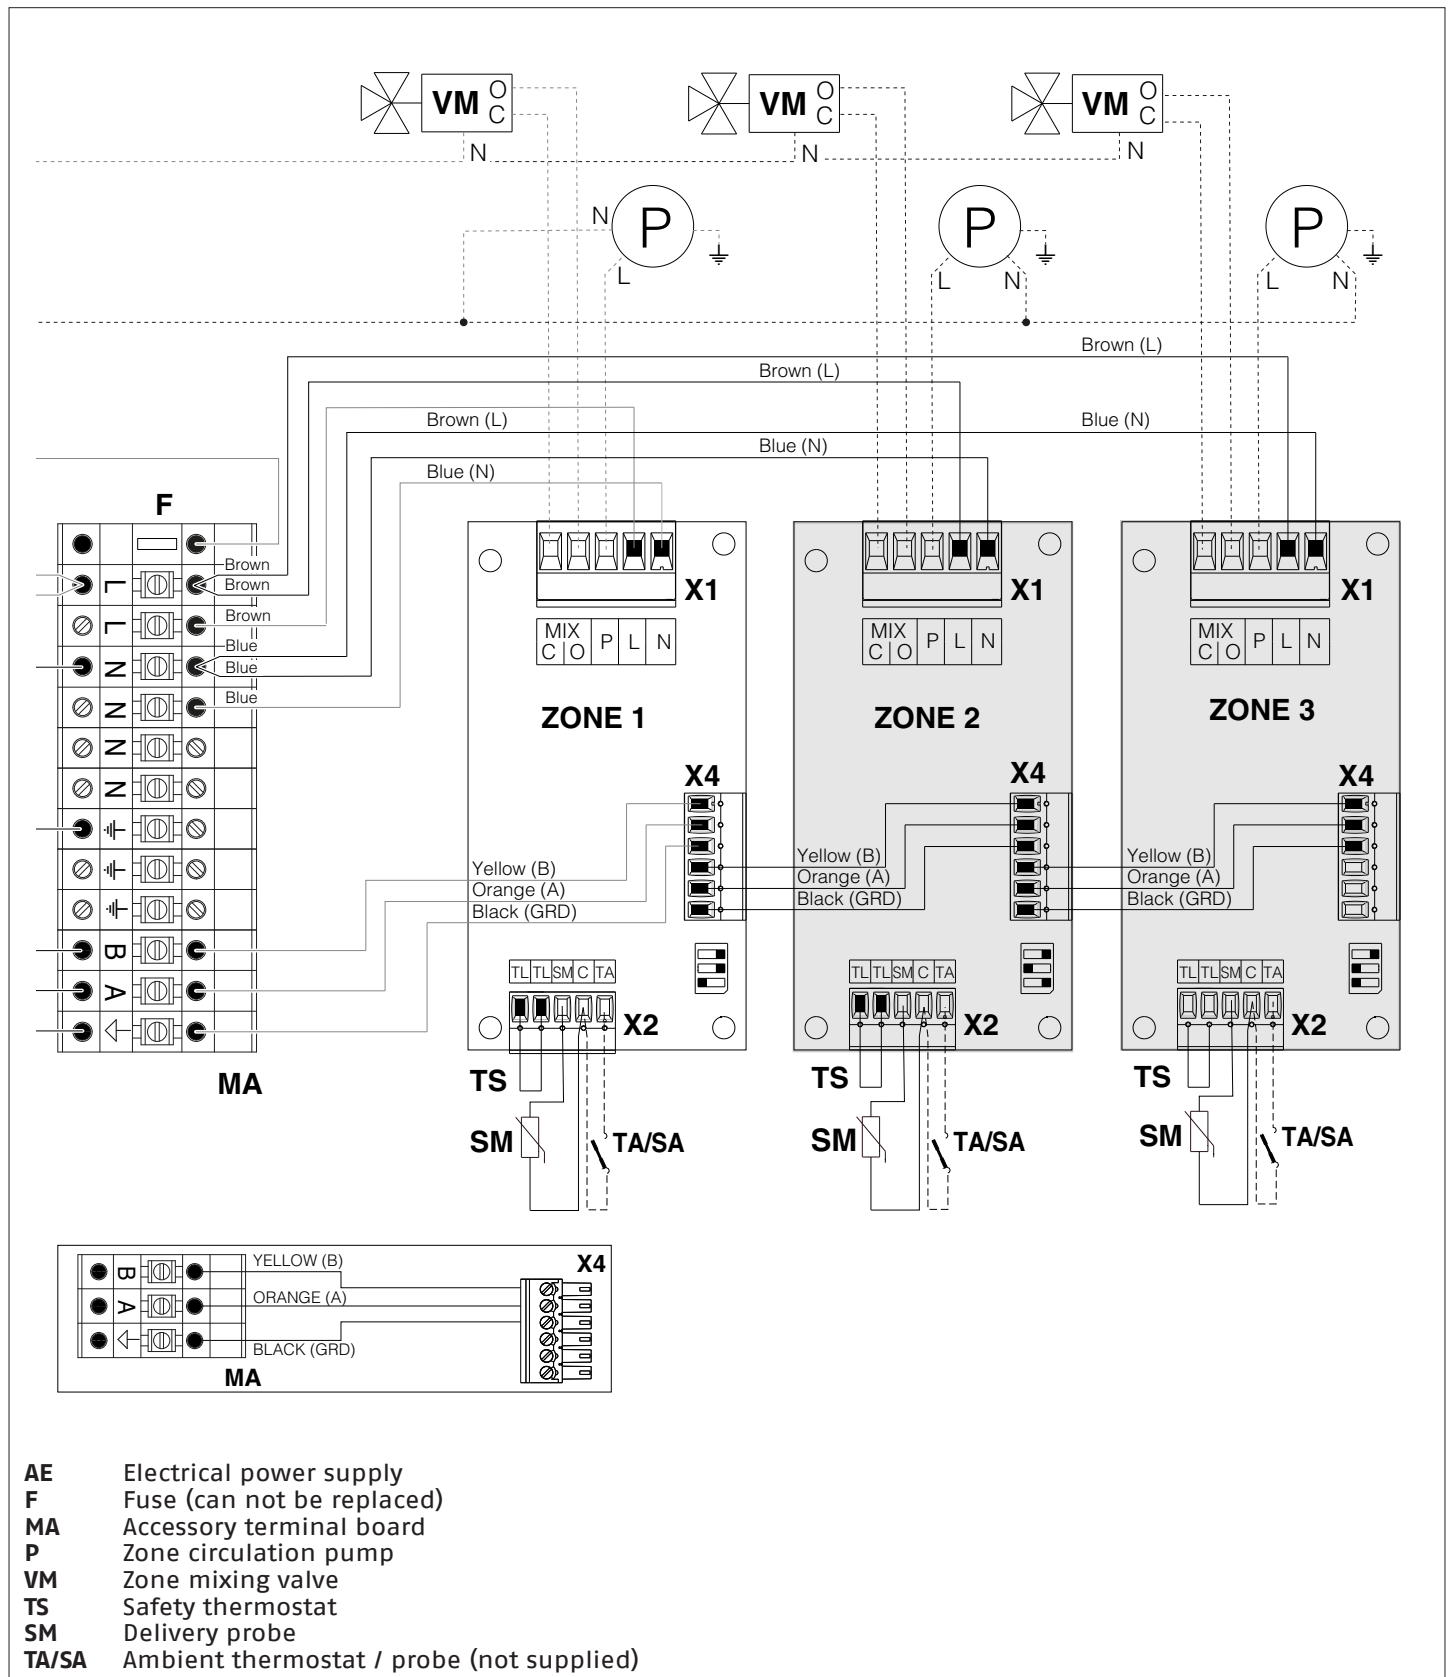 VM O C
VM O C
VM O C
N
N
N
N P
P
P
L
L N
L N
Brown (L)
Brown (L)
Brown (L)
Blue (N)
Blue (N)
Blue (N)
F
Brown
L Brown
L Brown
Blue
N Blue
N Blue
N
N
B
A
MA
X1
X1
X1
MIX C O P L N
MIX C O P L N
MIX C O P L N
ZONE 1
ZONE 2
ZONE 3
X4
X4
X4
Yellow (B)
Orange (A)
Black (GRD)
Yellow (B)
Orange (A)
Black (GRD)
Yellow (B)
Orange (A)
Black (GRD)
TL TL SM C TA
TL TL SM C TA
TL TL SM C TA
X2
X2
X2
TS
TS
TS
SM TA/SA
SM TA/SA
SM TA/SA
B YELLOW (B) X4
A ORANGE (A)
BLACK (GRD)
MA
AE Electrical power supply
F Fuse (can not be replaced)
MA Accessory terminal board
P Zone circulation pump
VM Zone mixing valve
TS Safety thermostat
SM Delivery probe
TA/SA Ambient thermostat / probe (not supplied)